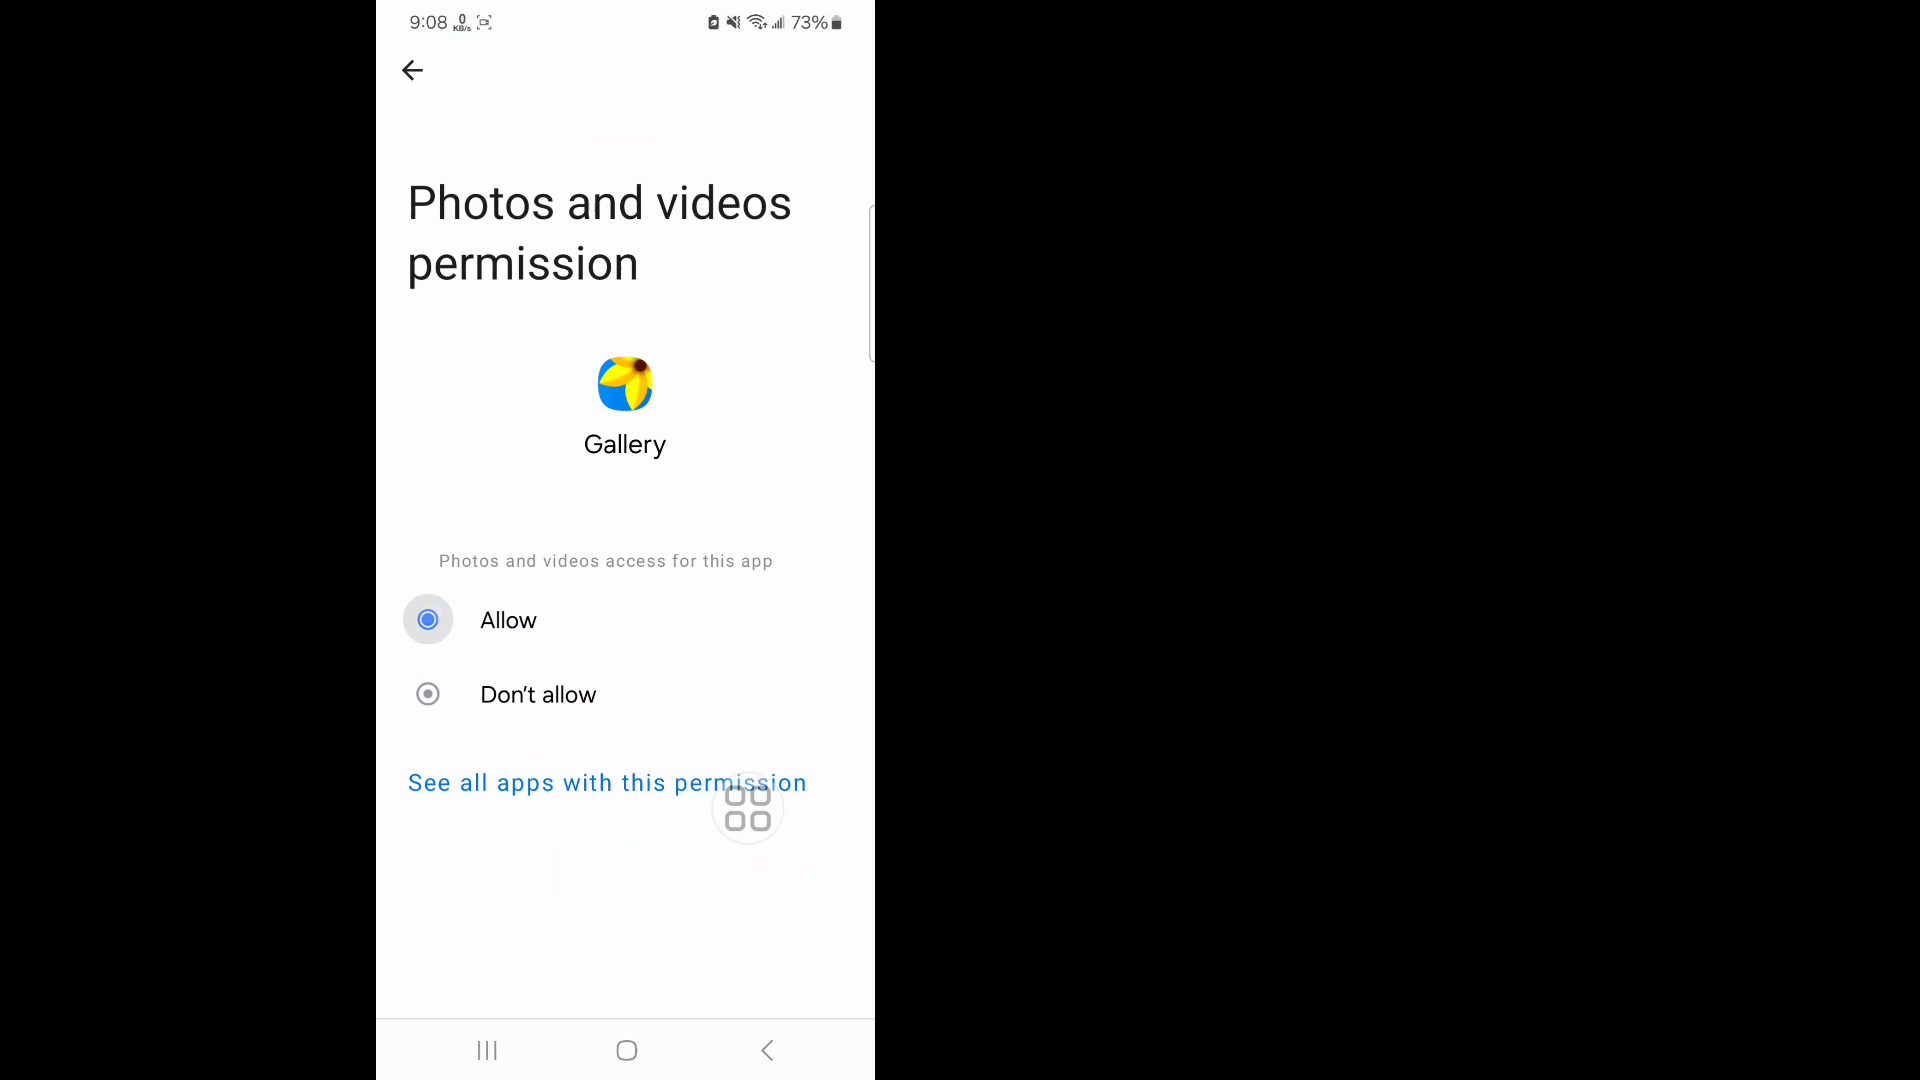 9:08 0 KB/s 73%
Photos and videos
permission
Gallery
Photos and videos access for this app
Allow
Don't allow
See all apps with this permission